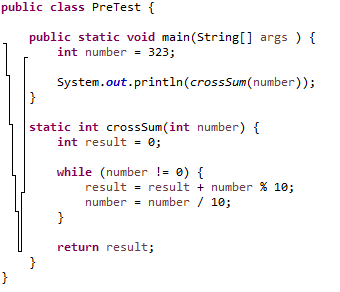 public class PreTest {
public static void main(String[] args ) {
int number = 323;
System.out.println(crossSum(number));
}
static int crossSum(int number) {
int result = 0;
while (number != 0) {
result = result + number % 10;
number = number / 10;
}
return result;
}
}